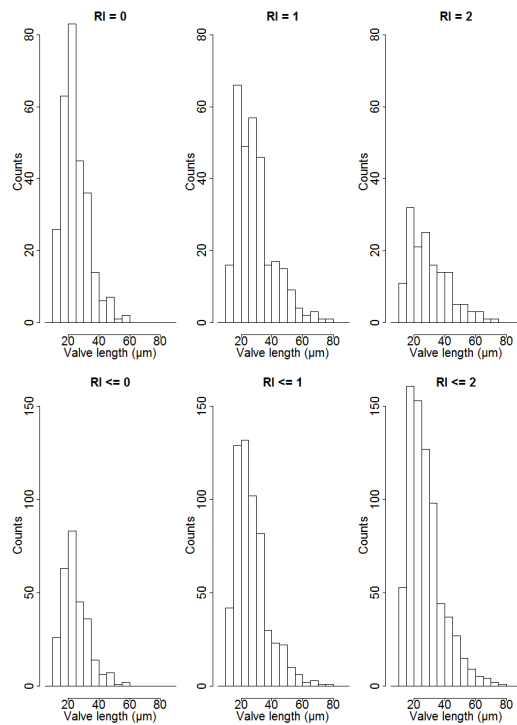 RI = 0
RI = 1
RI = 2
Counts
0 20 40 60 80
Counts
0 20 40 60 80
Counts
0 20 40 60 80
20 40 60 80
20 40 60 80
20 40 60 80
Valve length (µm)
Valve length (µm)
Valve length (µm)
RI <= 0
RI <= 1
RI <= 2
Counts
0 50 100 150
Counts
0 50 100 150
Counts
0 50 100 150
20 40 60 80
20 40 60 80
20 40 60 80
Valve length (µm)
Valve length (µm)
Valve length (µm)